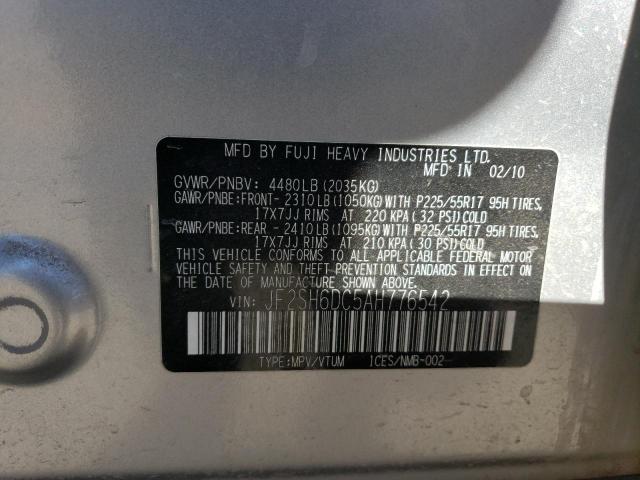 MFD BY FUJI HEAVY INDUSTRIES LTD.
MFD IN 02/10
GVWR/PNBV: 4480LB(2035KG)
GAWR/PNBE:FRONT-2310LB(1050KG)WITH P225/55R17 95H TIRES,
17X7JJ RIMS AT 220 KPA(32 PSI)COLD
GAWR/PNBE:REAR -2410LB(1095KG)WITH P225/55R17 95H TIRES,
17X7JJ RIMS AT 210 KPA(30 PSI)COLD
THIS VEHICLE CONFORMS TO ALL APPLICABLE FEDERAL MOTOR
VEHICLE SAFETY AND THEFT PREVENTION STANDARDS IN EFFECT ON
THE DATE OF MANUFACTURE SHOWN ABOVE.
VIN: JF2SH6DC5AH776542
TYPE:MPV/VTUM 1CES/NMB-002